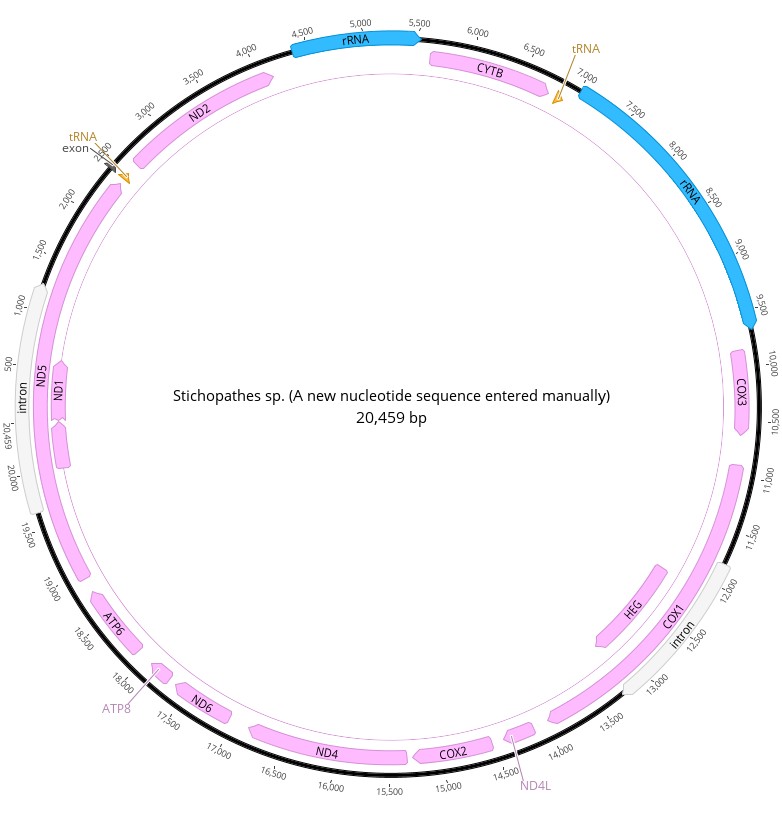 5,000
4,500
5,500
rRNA
6,000
4,000
6,500
tRNA
CYTB
3,500
7,000
3,000
ND2
7,500
tRNA
exon
2,500
8,000
rRNA
2,000
8,500
1,500
9,000
1,000
9,500
500
10,000
ND5
ND1
intron
COX3
Stichopathes sp. (A new nucleotide sequence entered manually)
20,459 bp
20,459
10,500
20,000
11,000
19,500
11,500
19,000
12,000
HEG
COX1
ATP6
intron
12,500
18,500
18,000
13,000
ATP8
ND6
13,500
17,500
17,000
ND4
COX2
14,000
16,500
14,500
16,000
15,500
15,000
ND4L